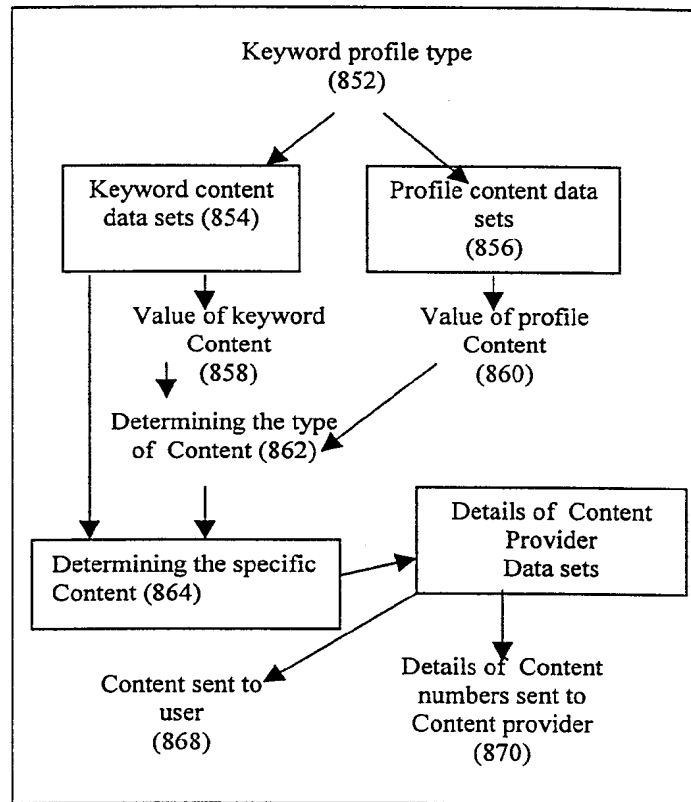 Keyword profile type
(852)
Keyword content
data sets (854)
Profile content data
sets
(856)
Value of keyword
Content
(858)
Value of profile
Content
(860)
Determining the type
of Content (862)
Determining the specific
Content (864)
Details of Content
Provider
Data sets
Content sent to
user
(868)
Details of Content
numbers sent to
Content provider
(870)